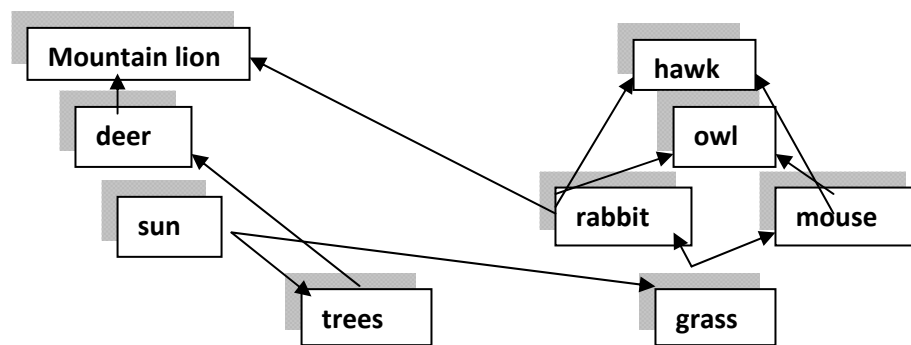 Mountain lion
hawk
deer
owl
sun
rabbit
mouse
trees
grass